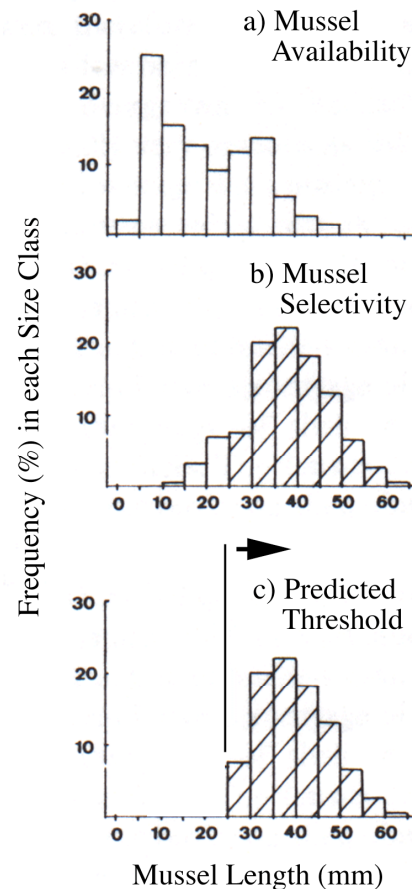 a) Mussel
Availability
30
20
10
b) Mussel
Selectivity
30
20
10
0 10 20 30 40 50 60
c) Predicted
Threshold
30
20
10
0 10 20 30 40 50 60
Frequency (%) in each Size Class
Mussel Length (mm)